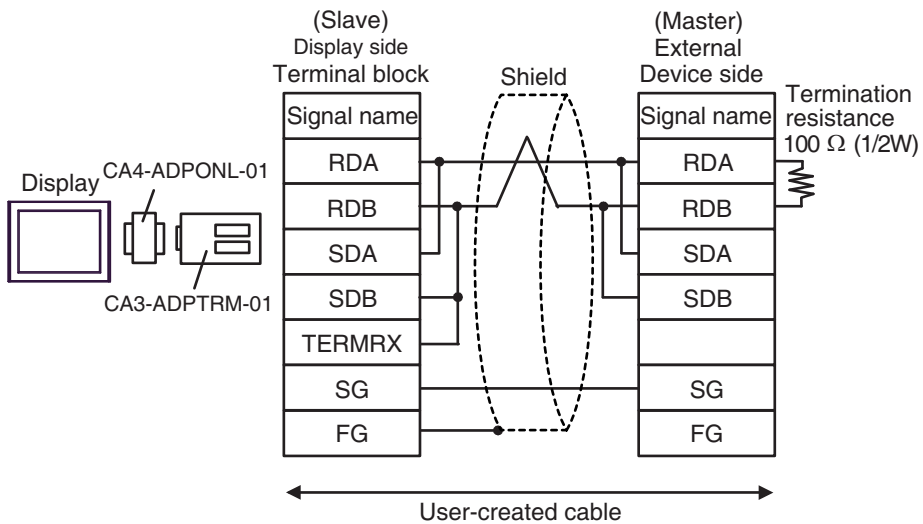 (Slave)
Display side
Terminal block
Shield
(Master)
External
Device side
Termination
resistance
100 Ω (1/2W)
Display
CA4-ADPONL-01
CA3-ADPTRM-01
Signal name
RDA
RDB
SDA
SDB
TERMRX
SG
FG
Signal name
RDA
RDB
SDA
SDB
SG
FG
User-created cable